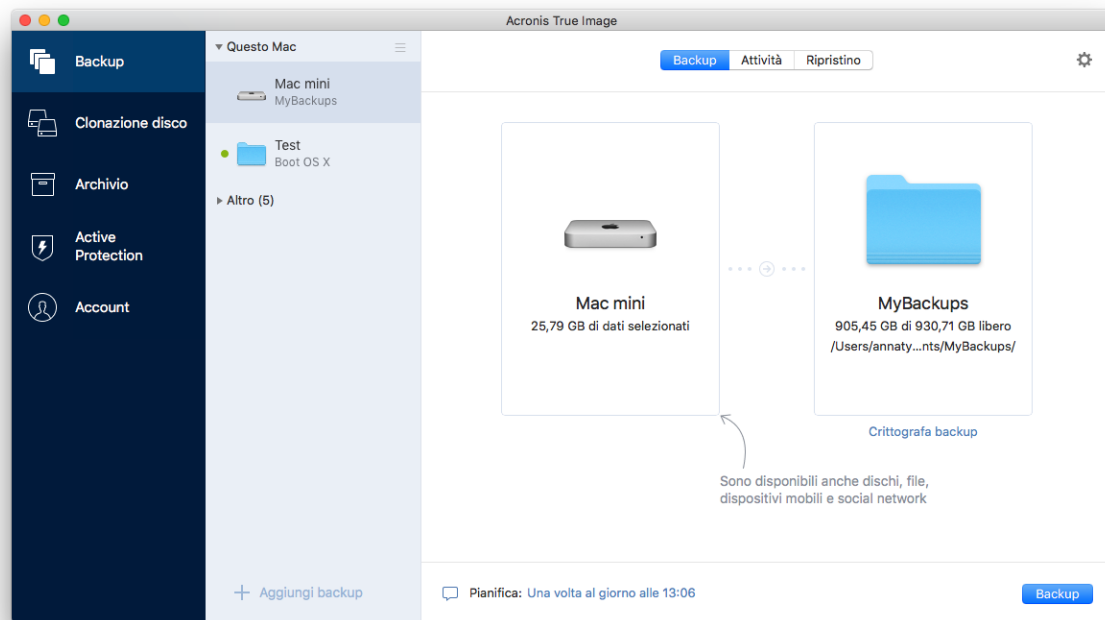 Acronis True Image
Backup
Clonazione disco
Archivio
Active
Protection
Account
Questo Mac
Mac mini
MyBackups
Test
Boot OS X
Altro (5)
Aggiungi backup
Backup
Attività
Ripristino
Mac mini
25,79 GB di dati selezionati
MyBackups
905,45 GB di 930,71 GB libero
/Users/annaty...nts/MyBackups/
Crittografa backup
Sono disponibili anche dischi, file,
dispositivi mobili e social network
Pianifica: Una volta al giorno alle 13:06
Backup